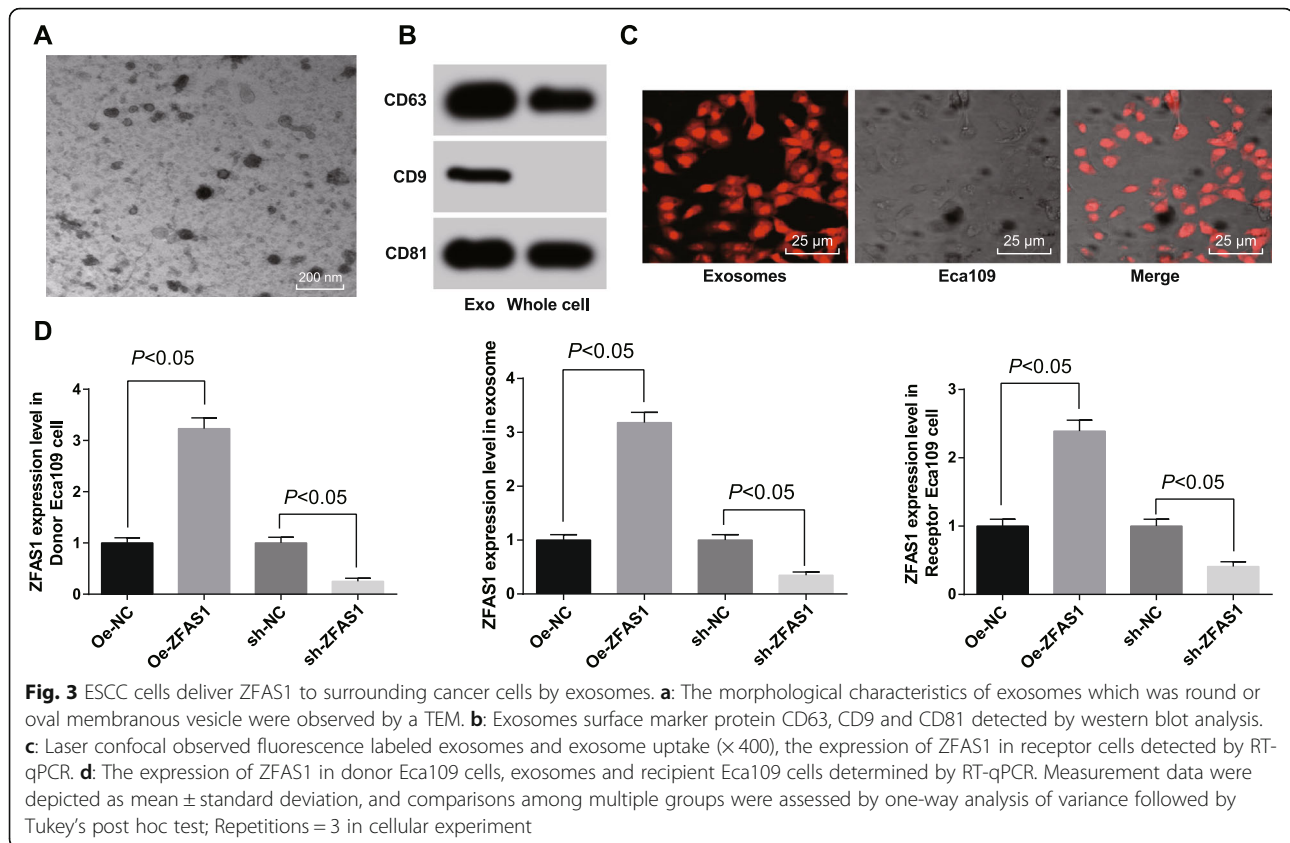 A
200 nm
B
CD63
CD9
CD81
Exo Whole cell
C
25 µm
25 µm
25 µm
Exosomes
Eca109
Merge
D
ZFAS1 expression level in
Donor Eca109 cell
4
3
2
1
0
P<0.05
P<0.05
Oe-NC
Oe-ZFAS1
sh-NC
sh-ZFAS1
ZFAS1 expression level in exosome
4
3
2
1
0
P<0.05
P<0.05
Oe-NC
Oe-ZFAS1
sh-NC
sh-ZFAS1
ZFAS1 expression level in
Receptor Eca109 cell
3
2
1
0
P<0.05
P<0.05
Oe-NC
Oe-ZFAS1
sh-NC
sh-ZFAS1
Fig. 3 ESCC cells deliver ZFAS1 to surrounding cancer cells by exosomes. a: The morphological characteristics of exosomes which was round or
oval membranous vesicle were observed by a TEM. b: Exosomes surface marker protein CD63, CD9 and CD81 detected by western blot analysis.
c: Laser confocal observed fluorescence labeled exosomes and exosome uptake (× 400), the expression of ZFAS1 in receptor cells detected by RT-
qPCR. d: The expression of ZFAS1 in donor Eca109 cells, exosomes and recipient Eca109 cells determined by RT-qPCR. Measurement data were
depicted as mean ± standard deviation, and comparisons among multiple groups were assessed by one-way analysis of variance followed by
Tukey's post hoc test; Repetitions = 3 in cellular experiment